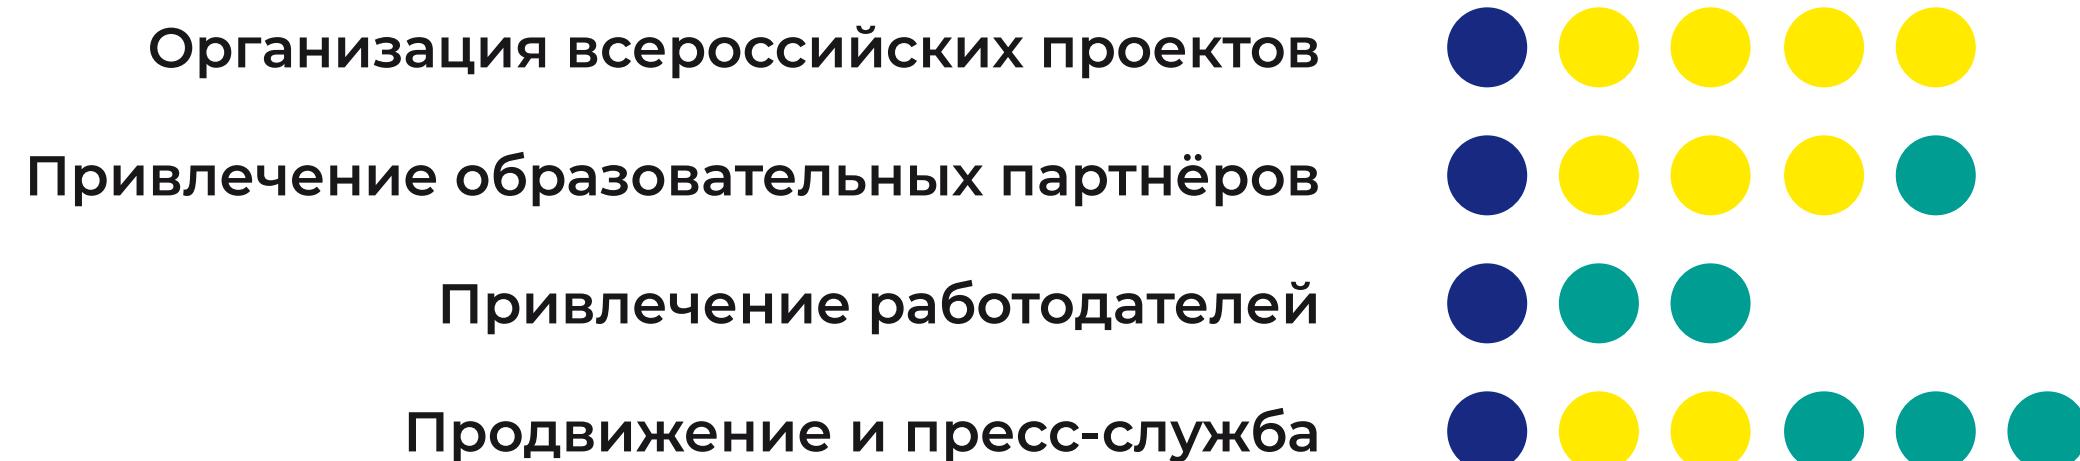 Организация всероссийских проектов
Привлечение образовательных партнёров
Привлечение работодателей
Продвижение и пресс-служба